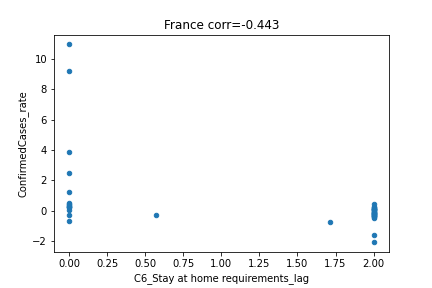 France corr=-0.443
ConfirmedCases_rate
10
8
6
4
2
0
−2
0.00 0.25 0.50 0.75 1.00 1.25 1.50 1.75 2.00
C6_Stay at home requirements_lag